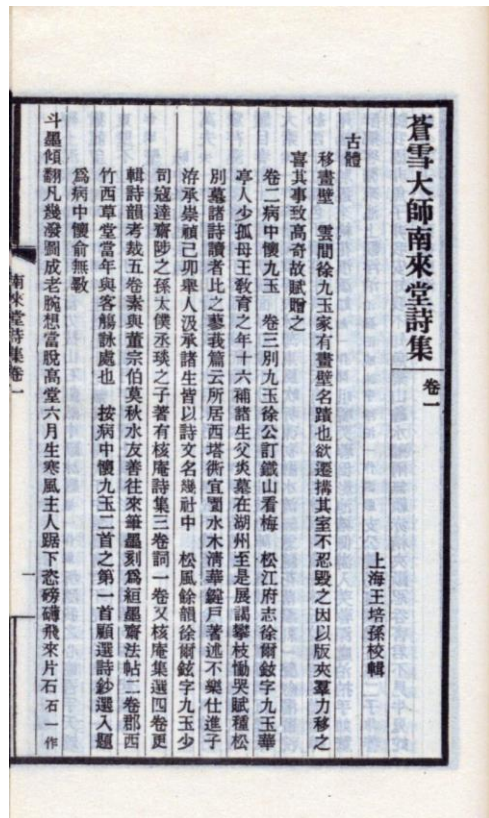 蒼雪大師南來堂詩集 卷一
上海王培孫校輯
古體
移畫壁 雲間徐九玉家有畫壁名蹟也欲遷搆其室不忍毀之因以版夾羣力移之
喜其事致高奇故賦贈之
卷二病中懷九玉 卷三別九玉徐公訂鐵山看梅 松江府志徐爾鉉字九玉華
亭人少孤母王敎育之年十六補諸生父炎墓在湖州至是展謁攀枝慟哭賦種松
別墓諸詩讀者比之蓼莪篇云所居西塔衖宜園水木清華鍵戶著述不樂仕進子
洊承崇禎己卯舉人汲承諸生皆以詩文名幾社中 松風餘韻徐爾鉉字九玉少
司寇達齋陟之孫太僕丞琰之子著有核庵詩集三卷詞一卷又核庵集選四卷更
輯詩韻考裁五卷素與董宗伯莫秋水友善往來筆墨刻爲絙墨齋法帖二卷郡西
竹西草堂當年與客觴詠處也 按病中懷九玉二首之第一首顧選詩鈔選入題
爲病中懷俞無斁
斗墨傾翻凡幾潑圖成老腕想當脫高堂六月生寒風主人踞下恣磅礴飛來片石石一作
南來堂詩集卷一
一